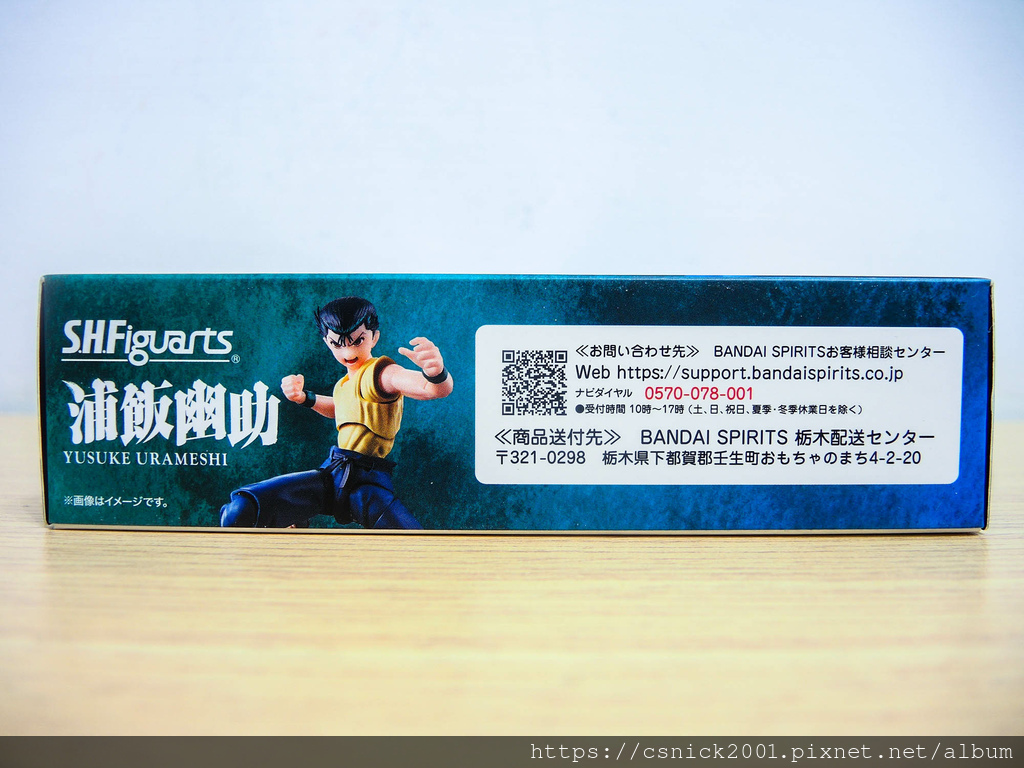 S.H.Figuarts®
浦飯幽助
YUSUKE URAMESHI
※画像はイメージです。
≪お問い合わせ先≫ BANDAI SPIRITSお客様相談センター
Web https://support.bandaispirits.co.jp
ナビダイヤル 0570-078-001
●受付時間 10時〜17時(土、日、祝日、夏季・冬季休業日を除く)
≪商品送付先≫ BANDAI SPIRITS 栃木配送センター
〒321-0298 栃木県下都賀郡壬生町おもちゃのまち4-2-20
https://csnick2001.pixnet.net/album